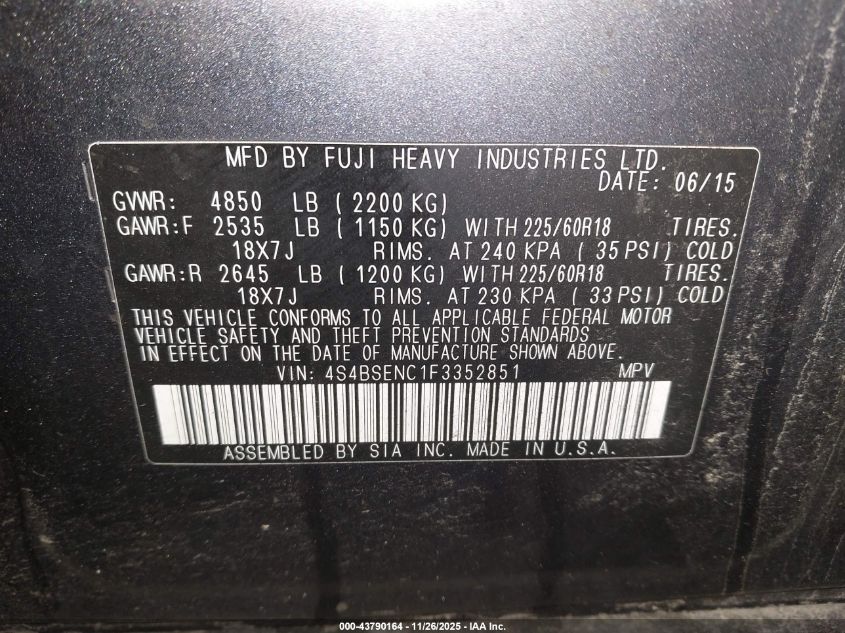 MFD BY FUJI HEAVY INDUSTRIES LTD.
DATE: 06/15
GVWR: 4850 LB ( 2200 KG)
GAWR:F 2535 LB ( 1150 KG) WITH 225/60R18 TIRES.
18X7J RIMS. AT 240 KPA ( 35 PSI) COLD
GAWR:R 2645 LB ( 1200 KG) WITH 225/60R18 TIRES.
18X7J RIMS. AT 230 KPA ( 33 PSI) COLD
THIS VEHICLE CONFORMS TO ALL APPLICABLE FEDERAL MOTOR
VEHICLE SAFETY AND THEFT PREVENTION STANDARDS
IN EFFECT ON THE DATE OF MANUFACTURE SHOWN ABOVE.
VIN: 4S4BSENC1F3352851 MPV
ASSEMBLED BY SIA INC. MADE IN U.S.A.
000-43790164 - 11/26/2025 - IAA Inc.